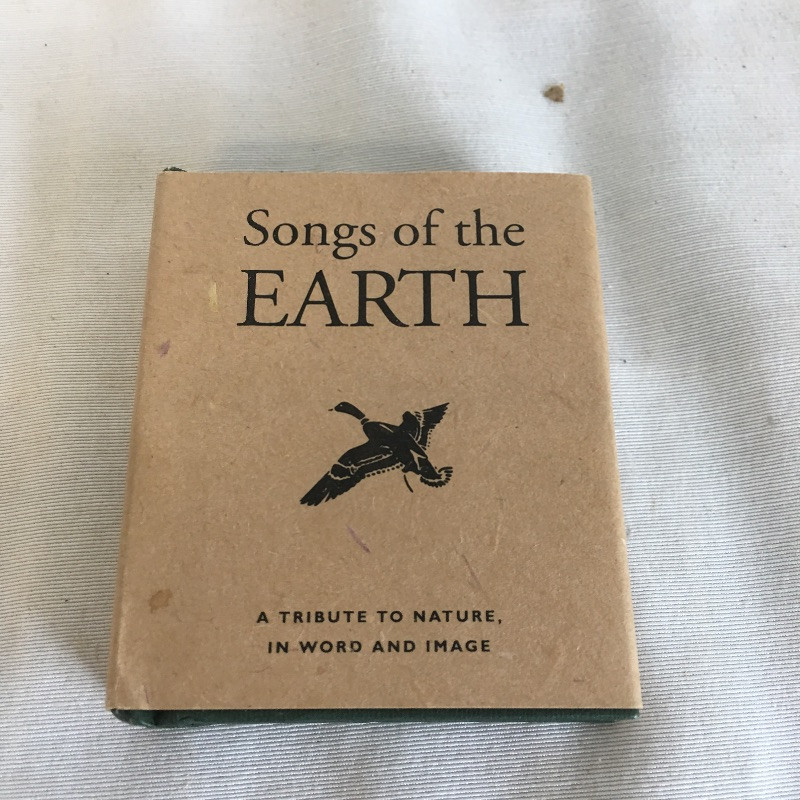 Songs of the
EARTH
A TRIBUTE TO NATURE,
IN WORD AND IMAGE